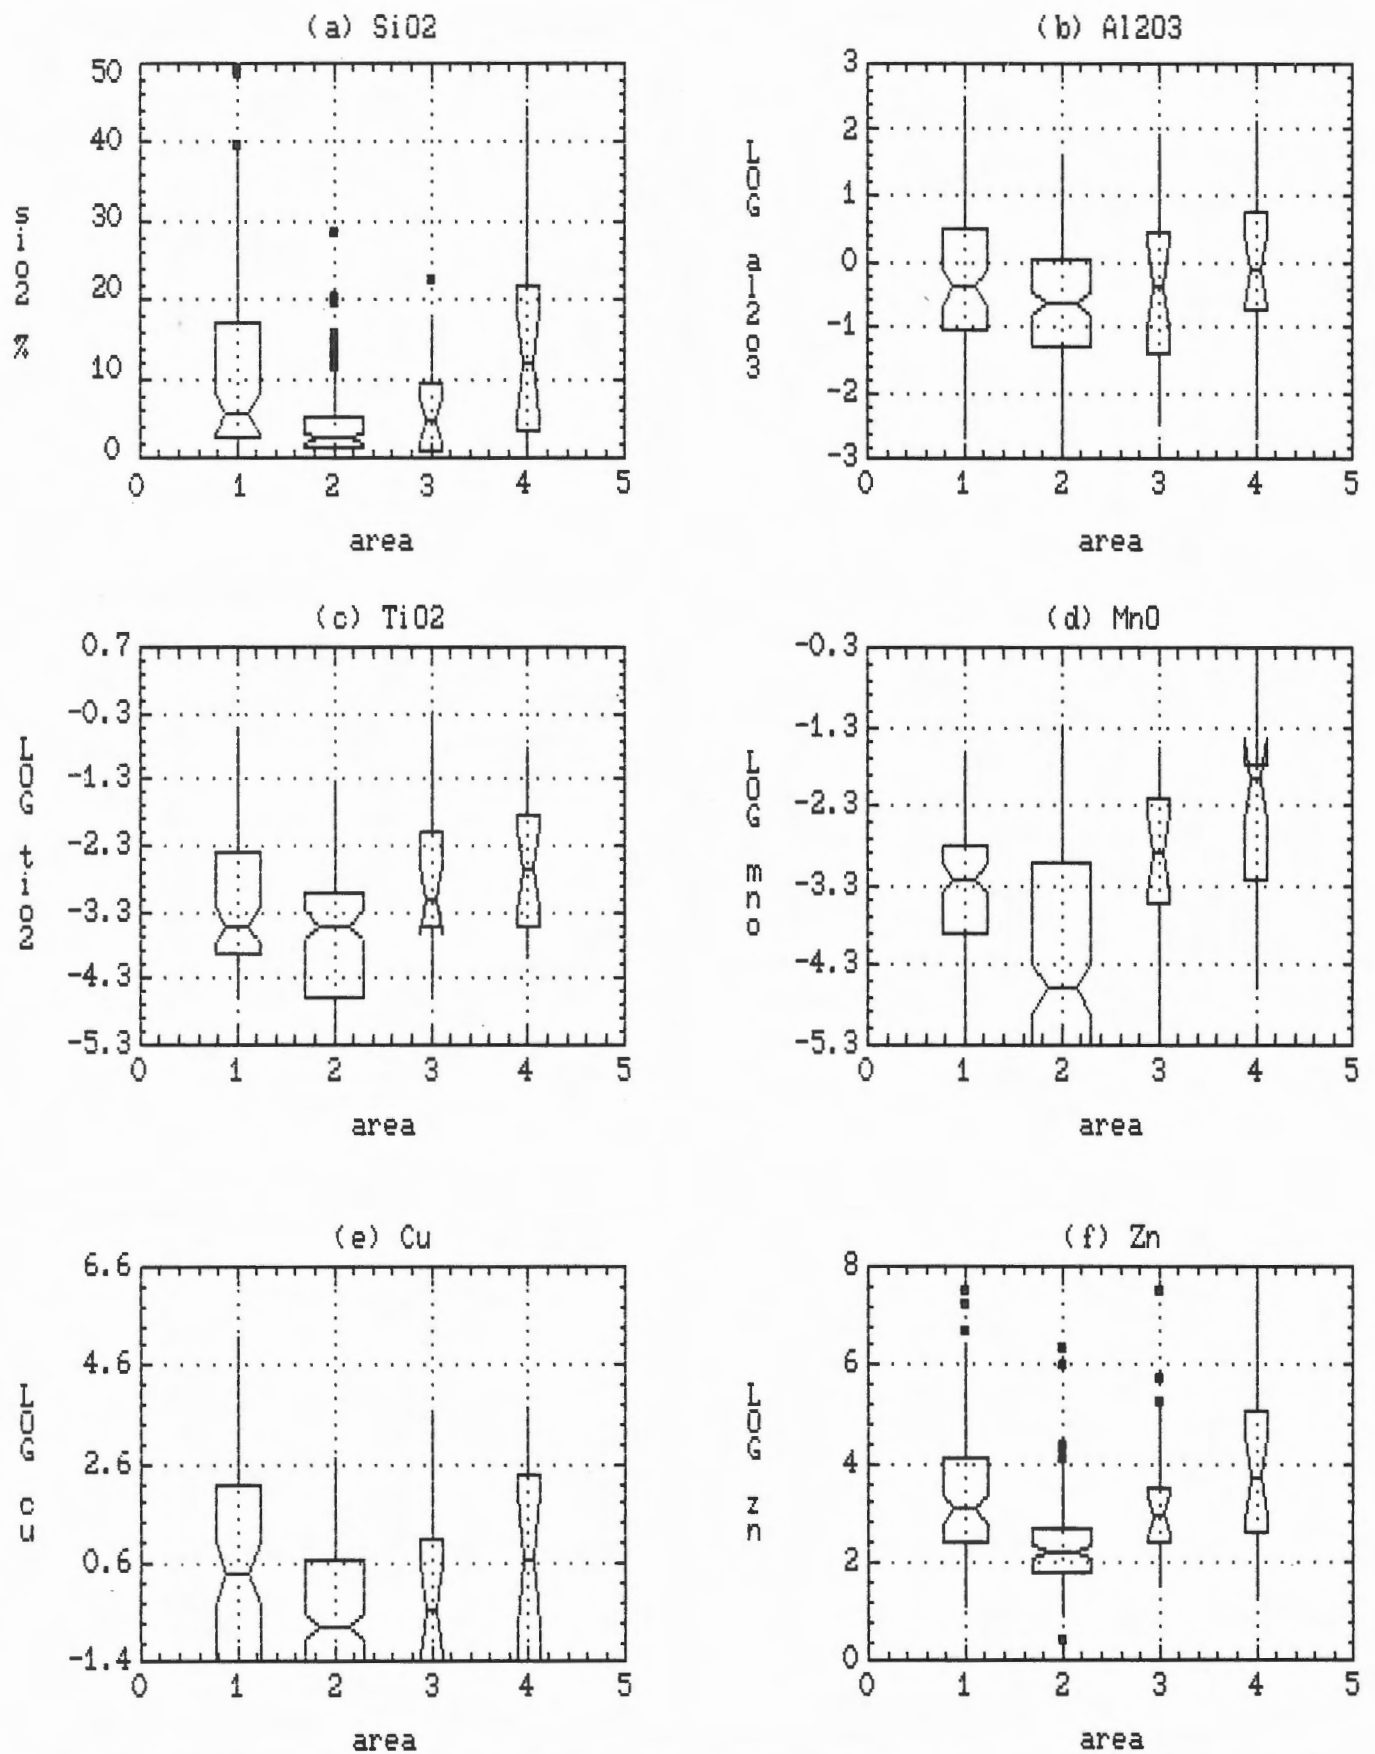 (a) SiO2
50
40
30
20
10
0
SiO2 %
0 1 2 3 4 5
area
(b) Al2O3
3
2
1
0
-1
-2
-3
LOG al2o3
0 1 2 3 4 5
area
(c) TiO2
0.7
-0.3
-1.3
-2.3
-3.3
-4.3
-5.3
LOG tio2
0 1 2 3 4 5
area
(d) MnO
-0.3
-1.3
-2.3
-3.3
-4.3
-5.3
LOG mno
0 1 2 3 4 5
area
(e) Cu
6.6
4.6
2.6
0.6
-1.4
LOG cu
0 1 2 3 4 5
area
(f) Zn
8
6
4
2
0
LOG zn
0 1 2 3 4 5
area